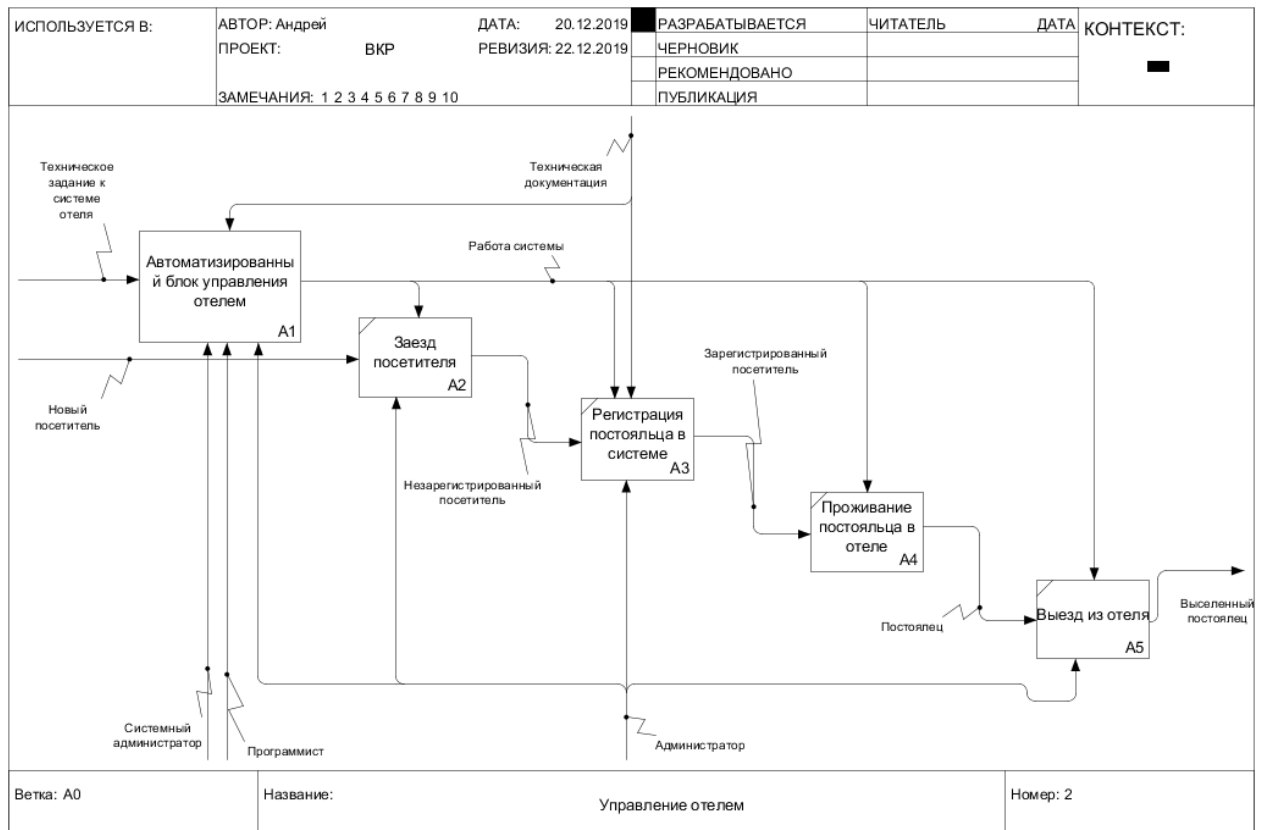 ИСПОЛЬЗУЕТСЯ В:
АВТОР: Андрей
ДАТА: 20.12.2019
ПРОЕКТ: ВКР
РЕВИЗИЯ: 22.12.2019
ЗАМЕЧАНИЯ: 1 2 3 4 5 6 7 8 9 10
РАЗРАБАТЫВАЕТСЯ
ЧЕРНОВИК
РЕКОМЕНДОВАНО
ПУБЛИКАЦИЯ
ЧИТАТЕЛЬ
ДАТА
КОНТЕКСТ:
Техническое
задание к
системе
отеля
Техническая
документация
Работа системы
Автоматизированны
й блок управления
отелем
A1
Заезд
посетителя
A2
Новый
посетитель
Зарегистрированный
посетитель
Регистрация
постояльца в
системе
A3
Незарегистрированный
посетитель
Проживание
постояльца в
отеле
A4
Постоялец
Выезд из отеля
A5
Выселенный
постоялец
Системный
администратор
Программист
Администратор
Ветка: A0
Название:
Управление отелем
Номер: 2